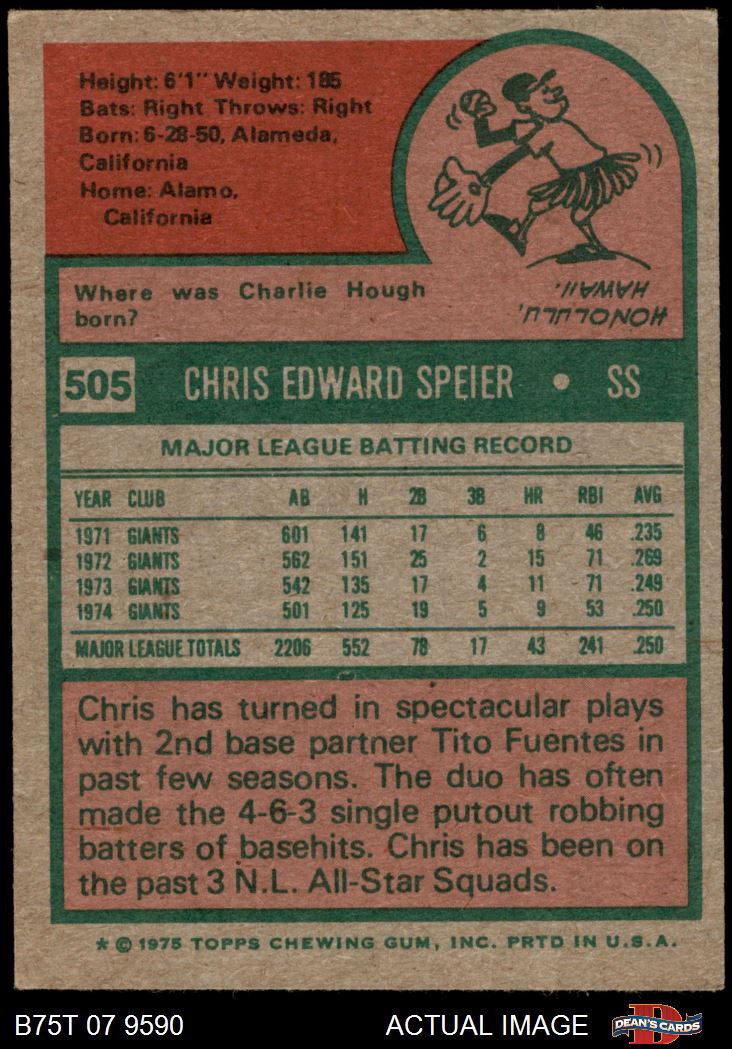 Height: 6'1" Weight: 185
Bats: Right Throws: Right
Born: 6-28-50, Alameda,
California
Home: Alamo,
California
Where was Charlie Hough
born?
HONOLULU,
HAWAII.
505 CHRIS EDWARD SPEIER • SS
MAJOR LEAGUE BATTING RECORD
YEAR CLUB AB H 2B 3B HR RBI AVG
1971 GIANTS 601 141 17 6 8 46 .235
1972 GIANTS 562 151 25 2 15 71 .269
1973 GIANTS 542 135 17 4 11 71 .249
1974 GIANTS 501 125 19 5 9 53 .250
MAJOR LEAGUE TOTALS 2206 552 78 17 43 241 .250
Chris has turned in spectacular plays
with 2nd base partner Tito Fuentes in
past few seasons. The duo has often
made the 4-6-3 single putout robbing
batters of basehits. Chris has been on
the past 3 N.L. All-Star Squads.
* © 1975 TOPPS CHEWING GUM, INC. PRTD IN U.S.A.
B75T 07 9590 ACTUAL IMAGE D DEAN'S CARDS